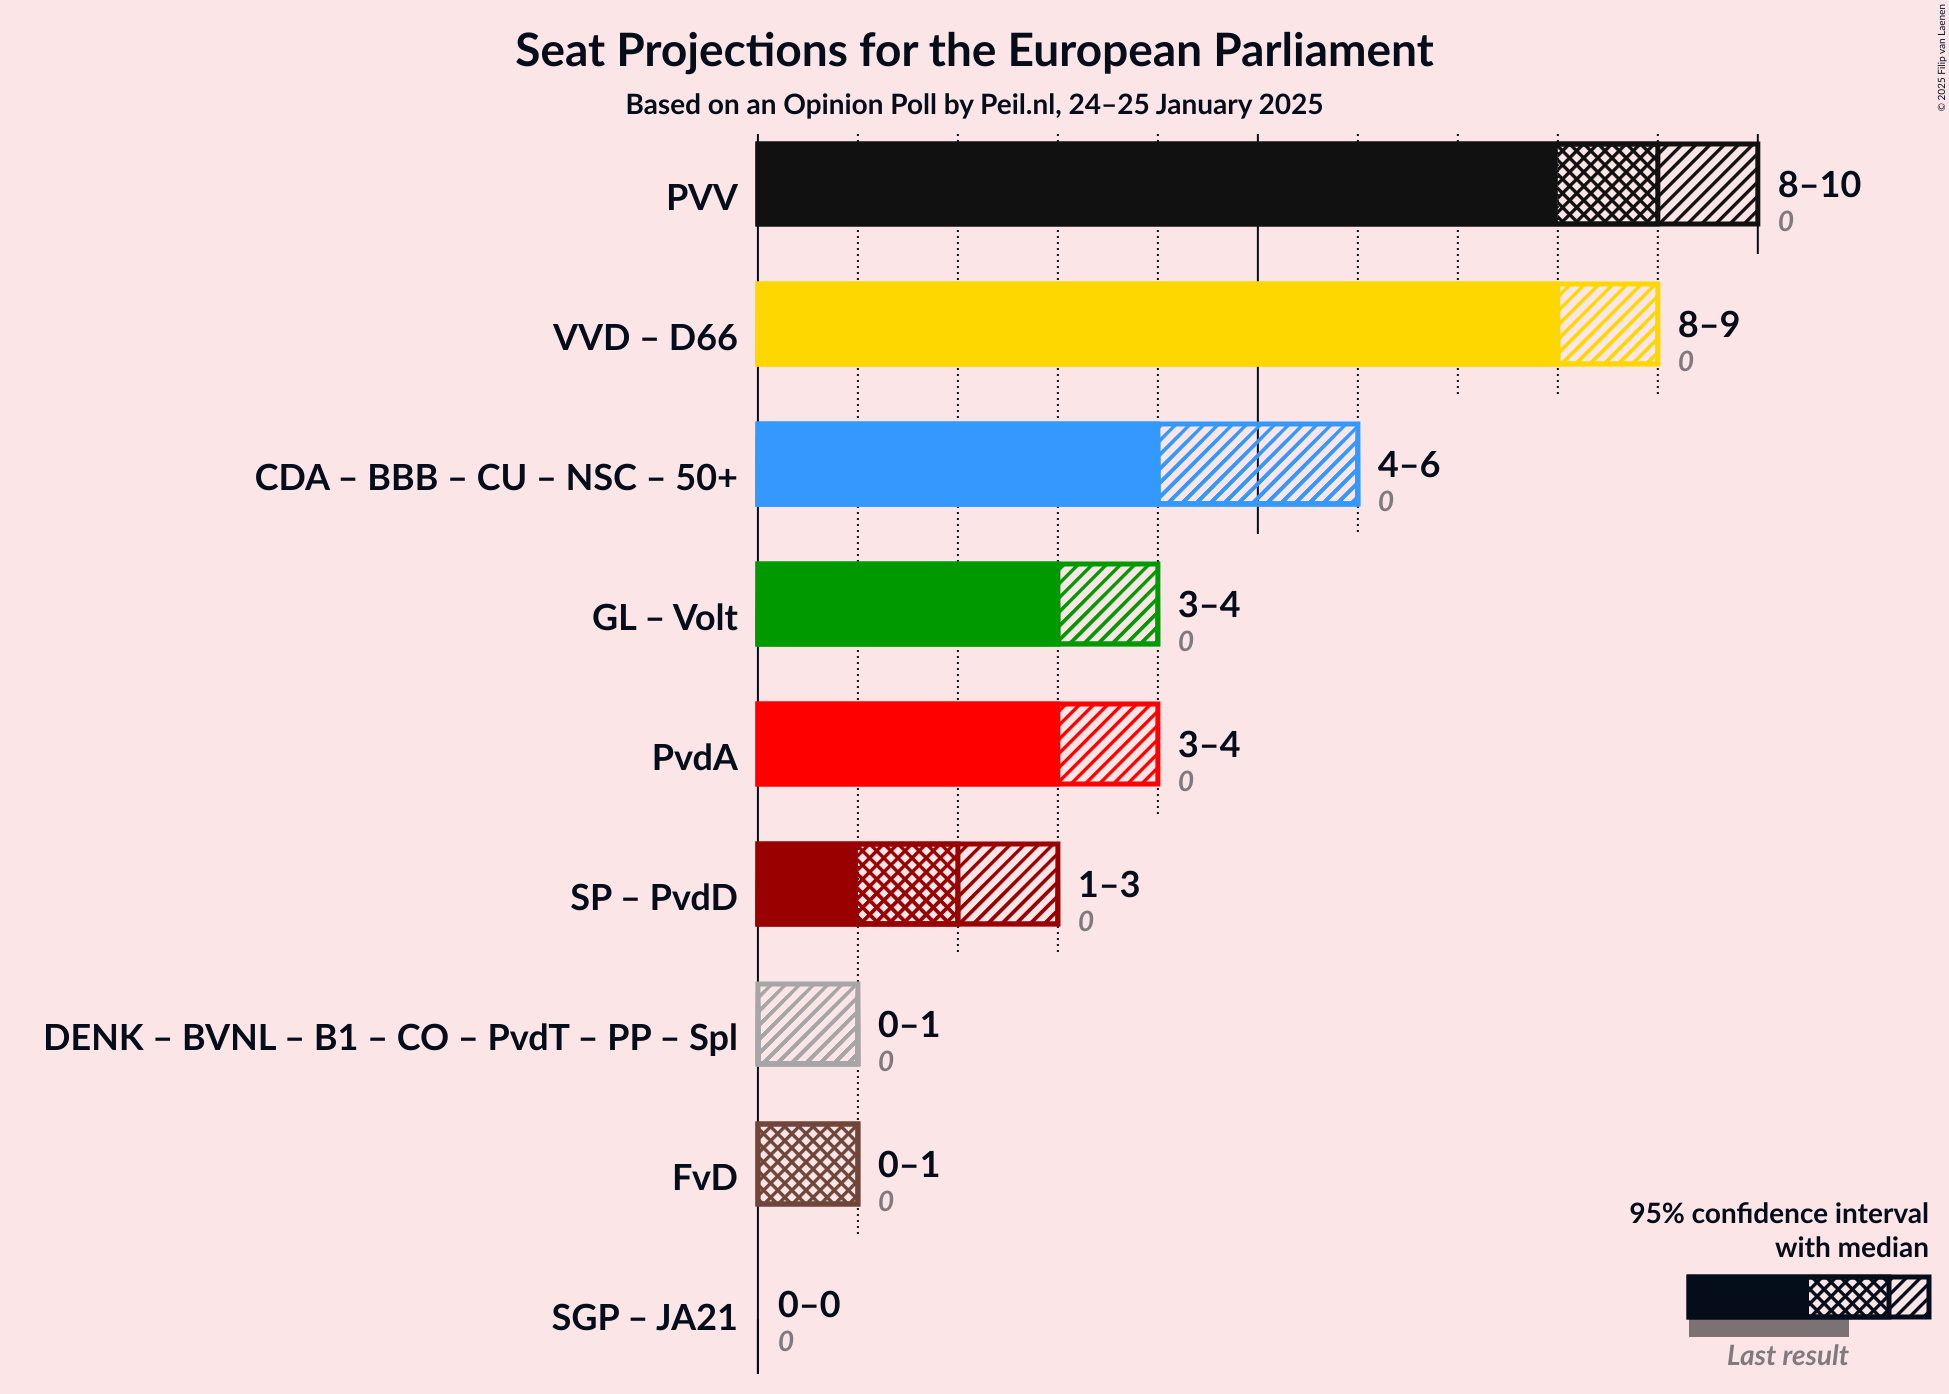 Seat Projections for the European Parliament
Based on an Opinion Poll by Peil.nl, 24–25 January 2025
© 2025 Filip van Laenen
PVV
8–10
0
VVD – D66
8–9
0
CDA – BBB – CU – NSC – 50+
4–6
0
GL – Volt
3–4
0
PvdA
3–4
0
SP – PvdD
1–3
0
DENK – BVNL – B1 – CO – PvdT – PP – Spl
0–1
0
FvD
0–1
0
SGP – JA21
0–0
0
95% confidence interval
with median
Last result